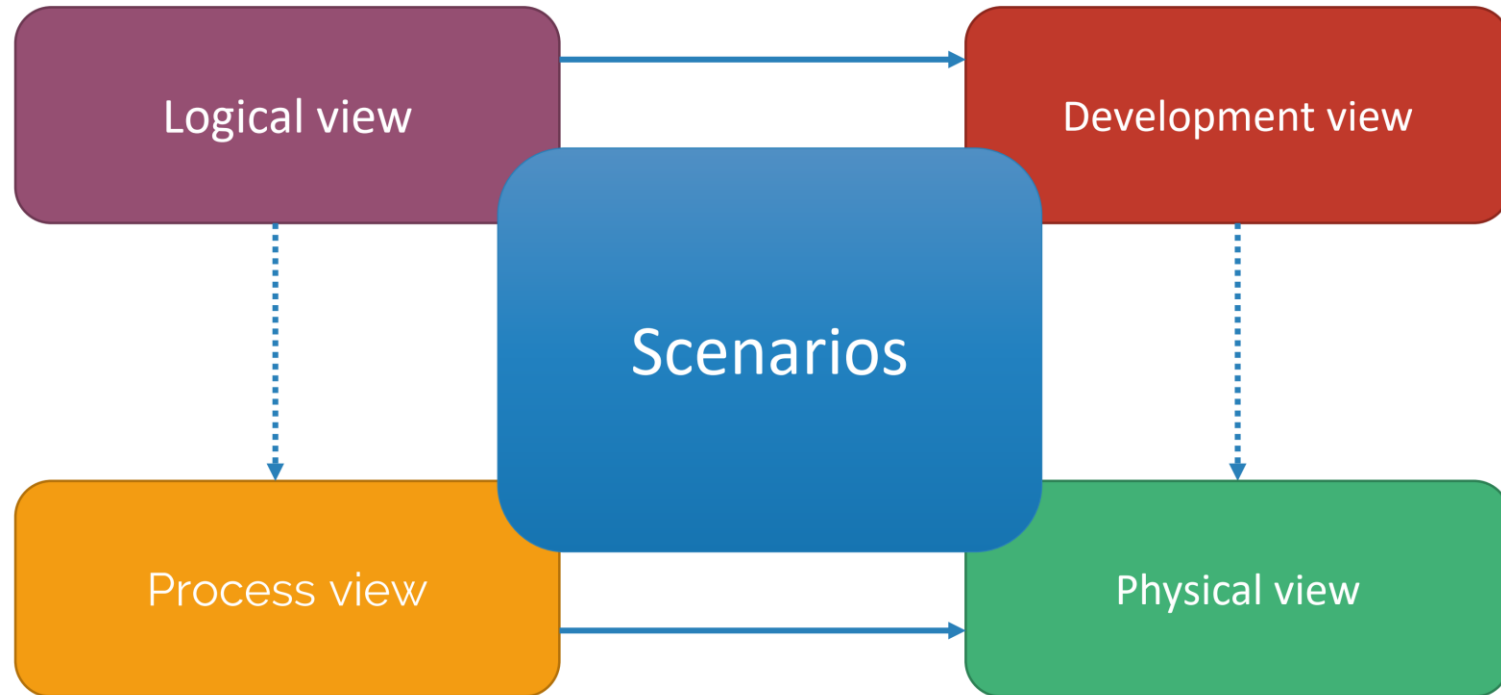 Logical view
Development view
Scenarios
Process view
Physical view